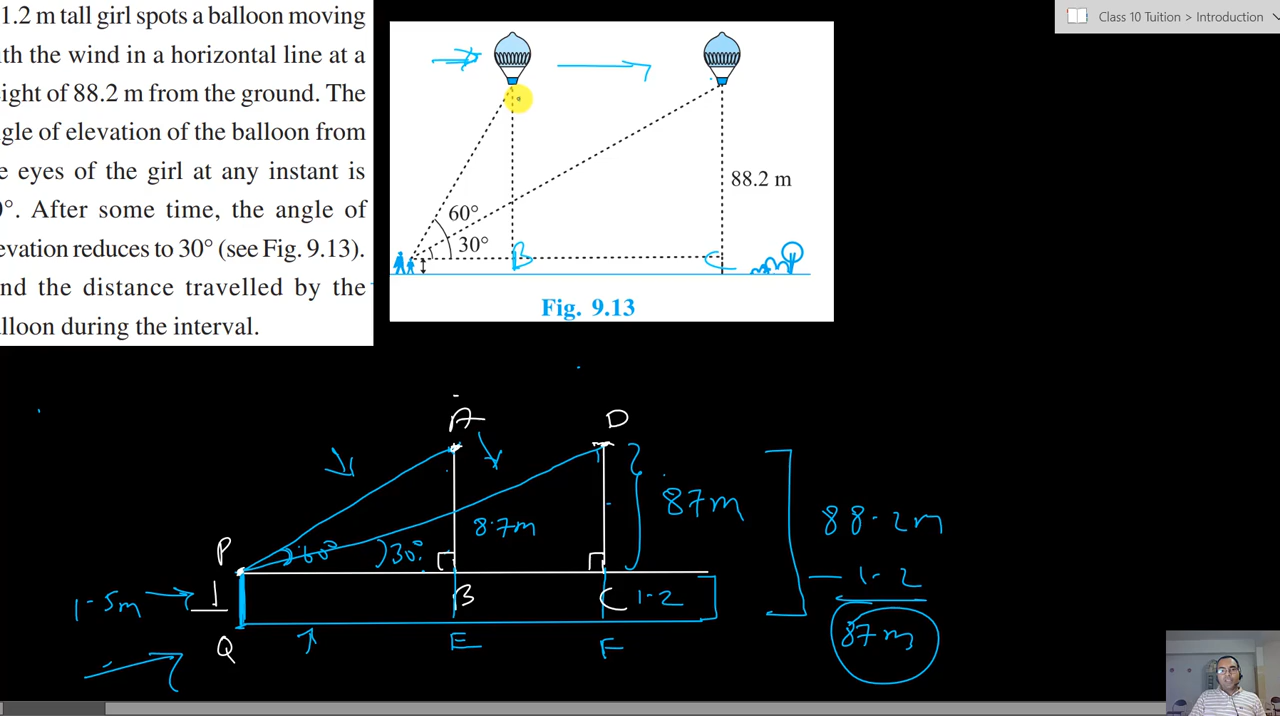 1.2 m tall girl spots a balloon moving
ith the wind in a horizontal line at a
eight of 88.2 m from the ground. The
ngle of elevation of the balloon from
e eyes of the girl at any instant is
0°. After some time, the angle of
evation reduces to 30° (see Fig. 9.13).
nd the distance travelled by the
lloon during the interval.
Class 10 Tuition > Introduction
88.2 m
60°
30°
B
C
Fig. 9.13
A
D
87m
88.2m
8.7m
P
60°
30°
1.2
1.5m
B
C
1.2
87m
Q
E
F